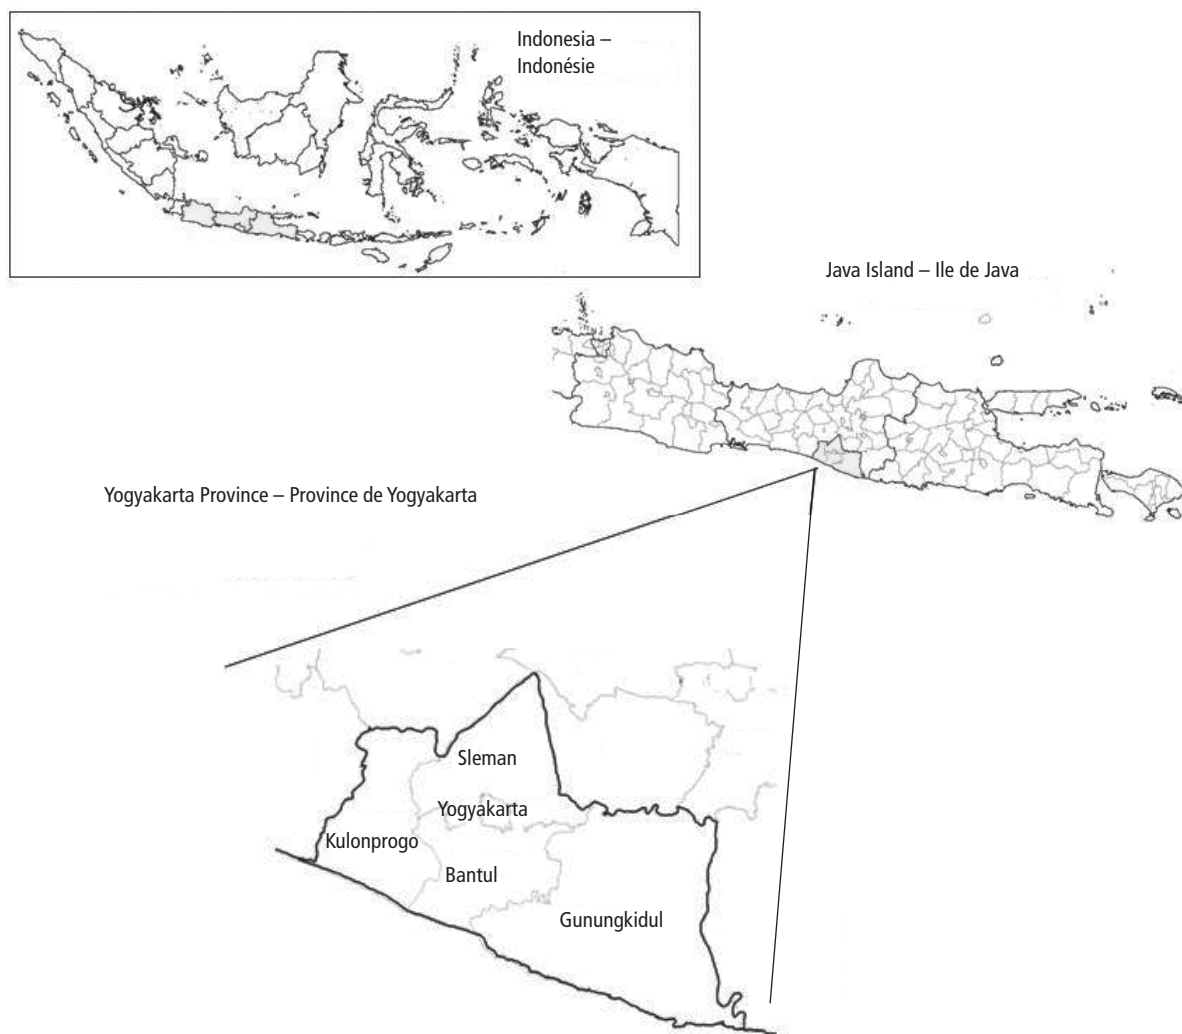 Indonesia –
Indonésie
Java Island – Ile de Java
Yogyakarta Province – Province de Yogyakarta
Sleman
Yogyakarta
Kulonprogo
Bantul
Gunungkidul